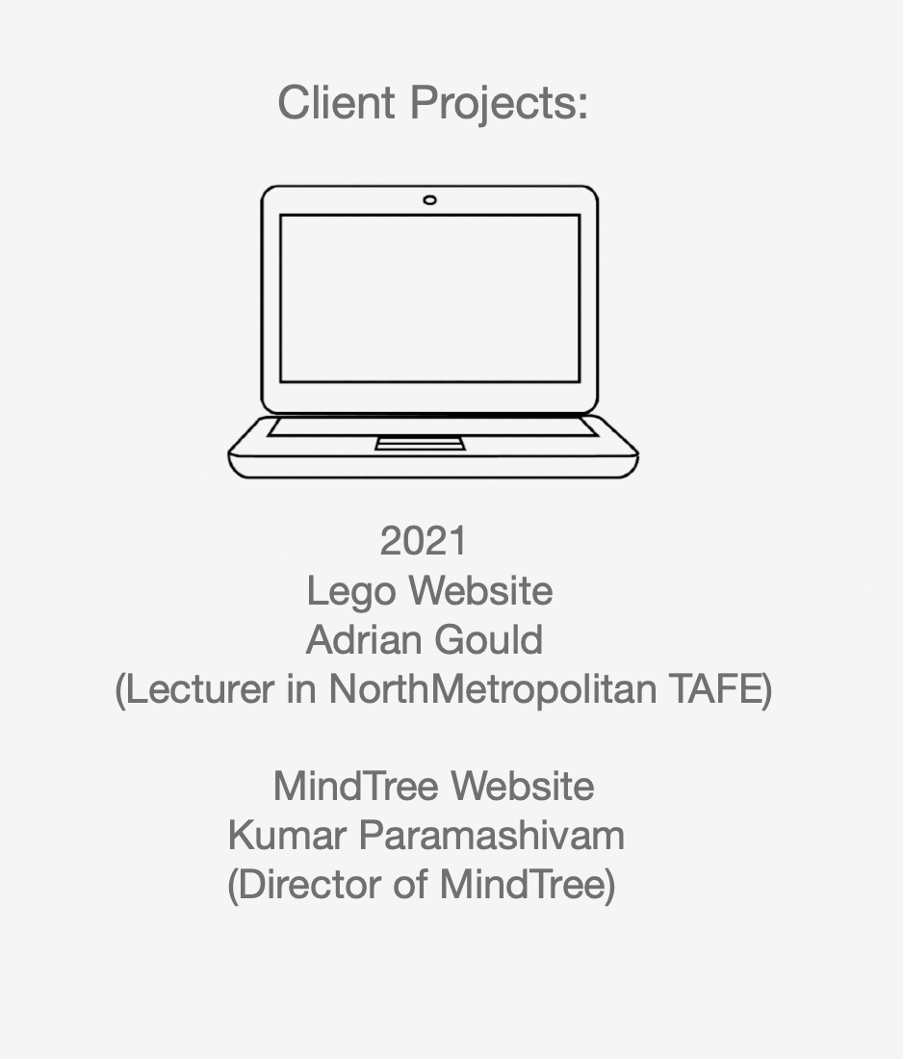 Client Projects:
2021
Lego Website
Adrian Gould
(Lecturer in NorthMetropolitan TAFE)
MindTree Website
Kumar Paramashivam
(Director of MindTree)